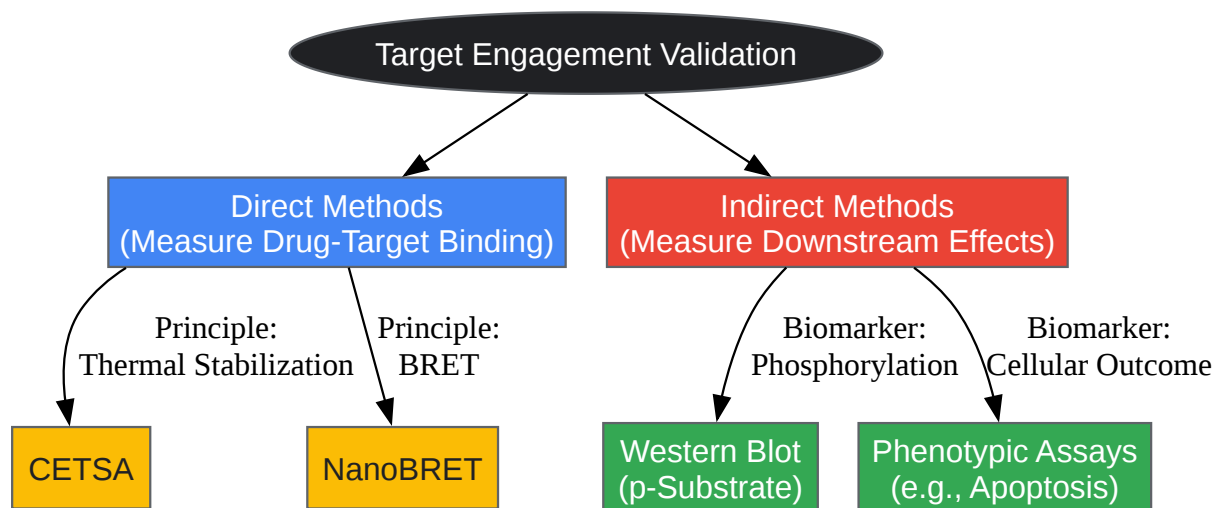 Target Engagement Validation
Direct Methods
(Measure Drug-Target Binding)
Indirect Methods
(Measure Downstream Effects)
Principle:
Thermal Stabilization
Principle:
BRET
Biomarker:
Phosphorylation
Biomarker:
Cellular Outcome
CETSA
NanoBRET
Western Blot
(p-Substrate)
Phenotypic Assays
(e.g., Apoptosis)